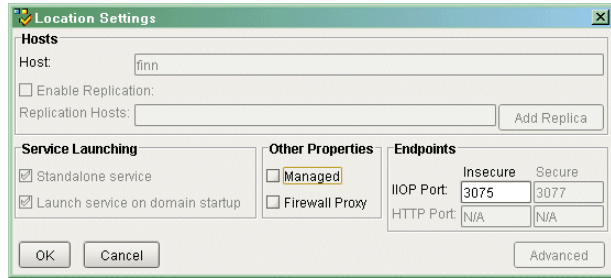 Location Settings
Hosts
Host:
finn
Enable Replication:
Replication Hosts:
Add Replica
Service Launching
Standalone service
Launch service on domain startup
Other Properties
Managed
Firewall Proxy
Endpoints
Insecure Secure
IIOP Port: 3075 3077
HTTP Port: N/A N/A
OK Cancel Advanced